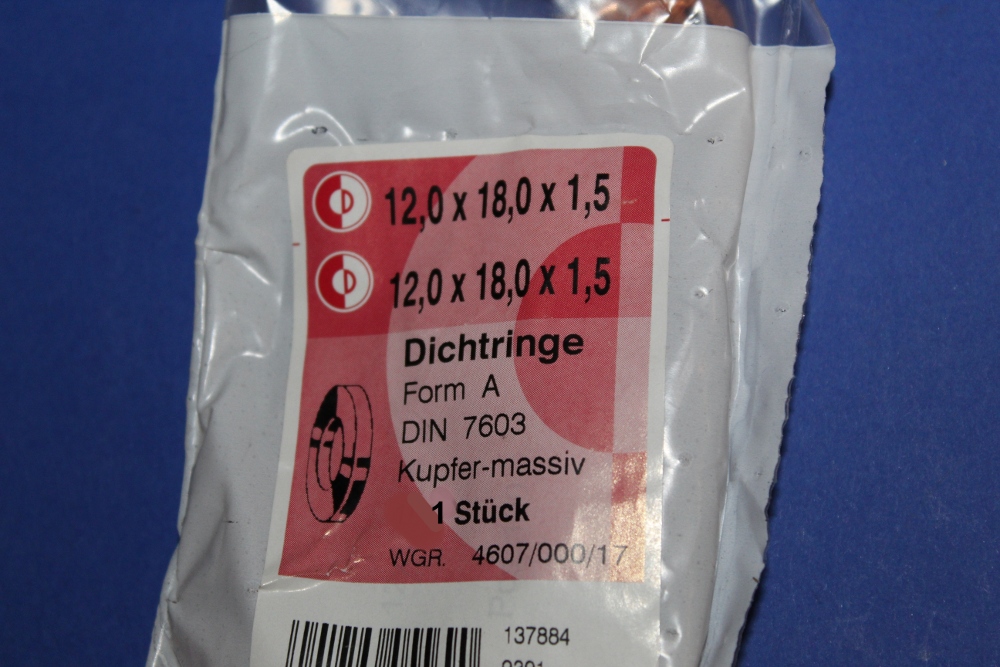 12,0 x 18,0 x 1,5
12,0 x 18,0 x 1,5
Dichtringe
Form A
DIN 7603
Kupfer-massiv
1 Stück
WGR. 4607/000/17
137884